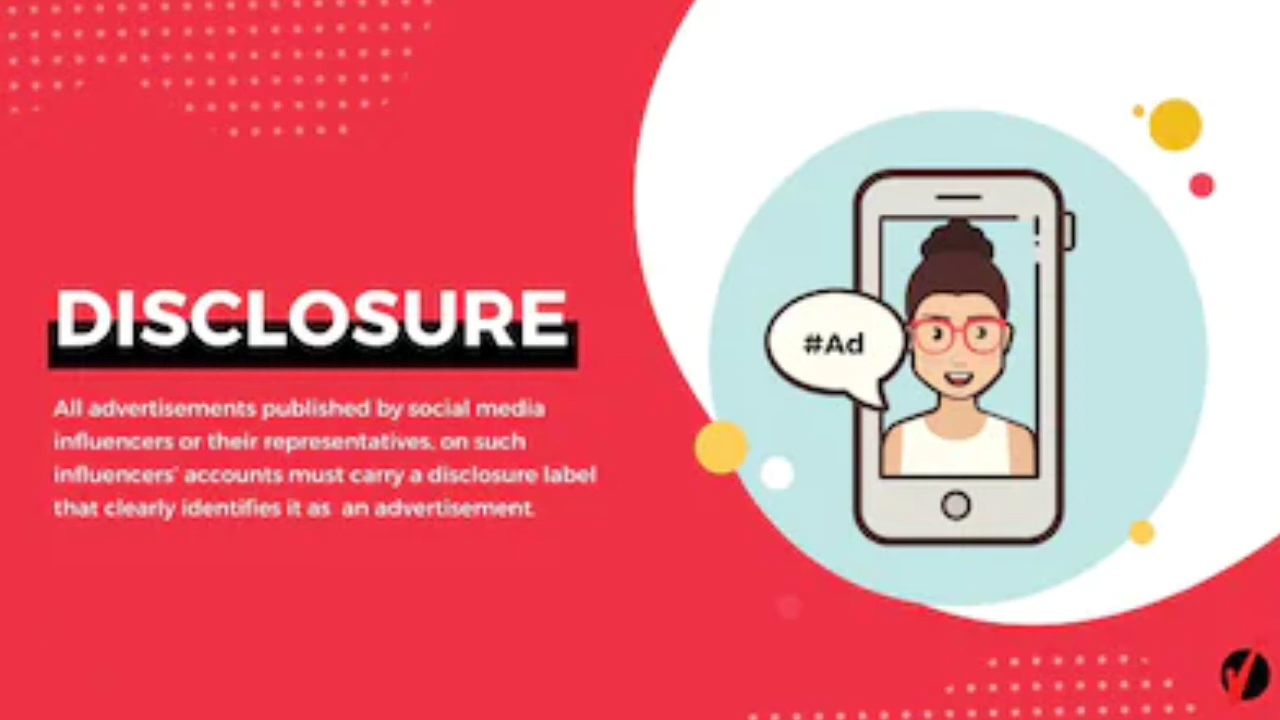 DISCLOSURE
All advertisements published by social media
influencers or their representatives, on such
influencers' accounts must carry a disclosure label
that clearly identifies it as an advertisement.
#Ad